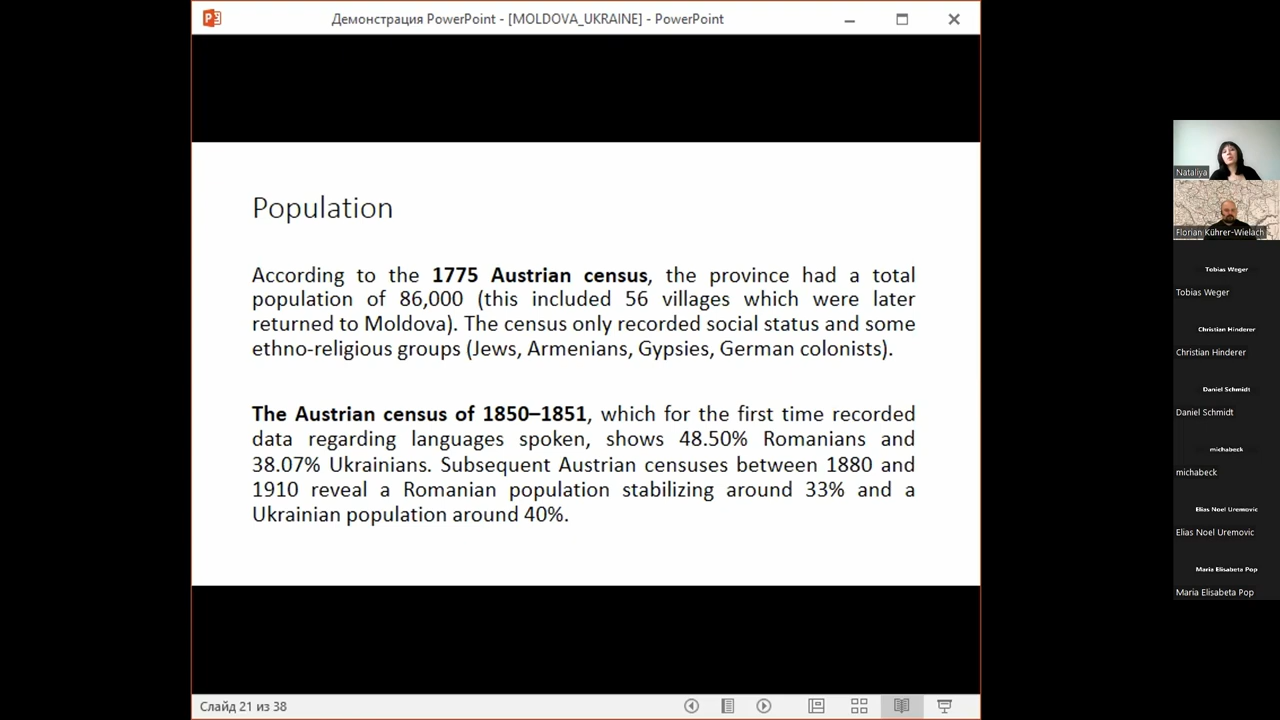 Демонстрация PowerPoint - [MOLDOVA_UKRAINE] - PowerPoint
Population
According to the 1775 Austrian census, the province had a total
population of 86,000 (this included 56 villages which were later
returned to Moldova). The census only recorded social status and some
ethno-religious groups (Jews, Armenians, Gypsies, German colonists).
The Austrian census of 1850–1851, which for the first time recorded
data regarding languages spoken, shows 48.50% Romanians and
38.07% Ukrainians. Subsequent Austrian censuses between 1880 and
1910 reveal a Romanian population stabilizing around 33% and a
Ukrainian population around 40%.
Слайд 21 из 38
Nataliya
Florian Kührer-Wielach
Tobias Weger
Tobias Weger
Christian Hinderer
Christian Hinderer
Daniel Schmidt
Daniel Schmidt
michabeck
michabeck
Elias Noel Uremovic
Elias Noel Uremovic
Maria Elisabeta Pop
Maria Elisabeta Pop